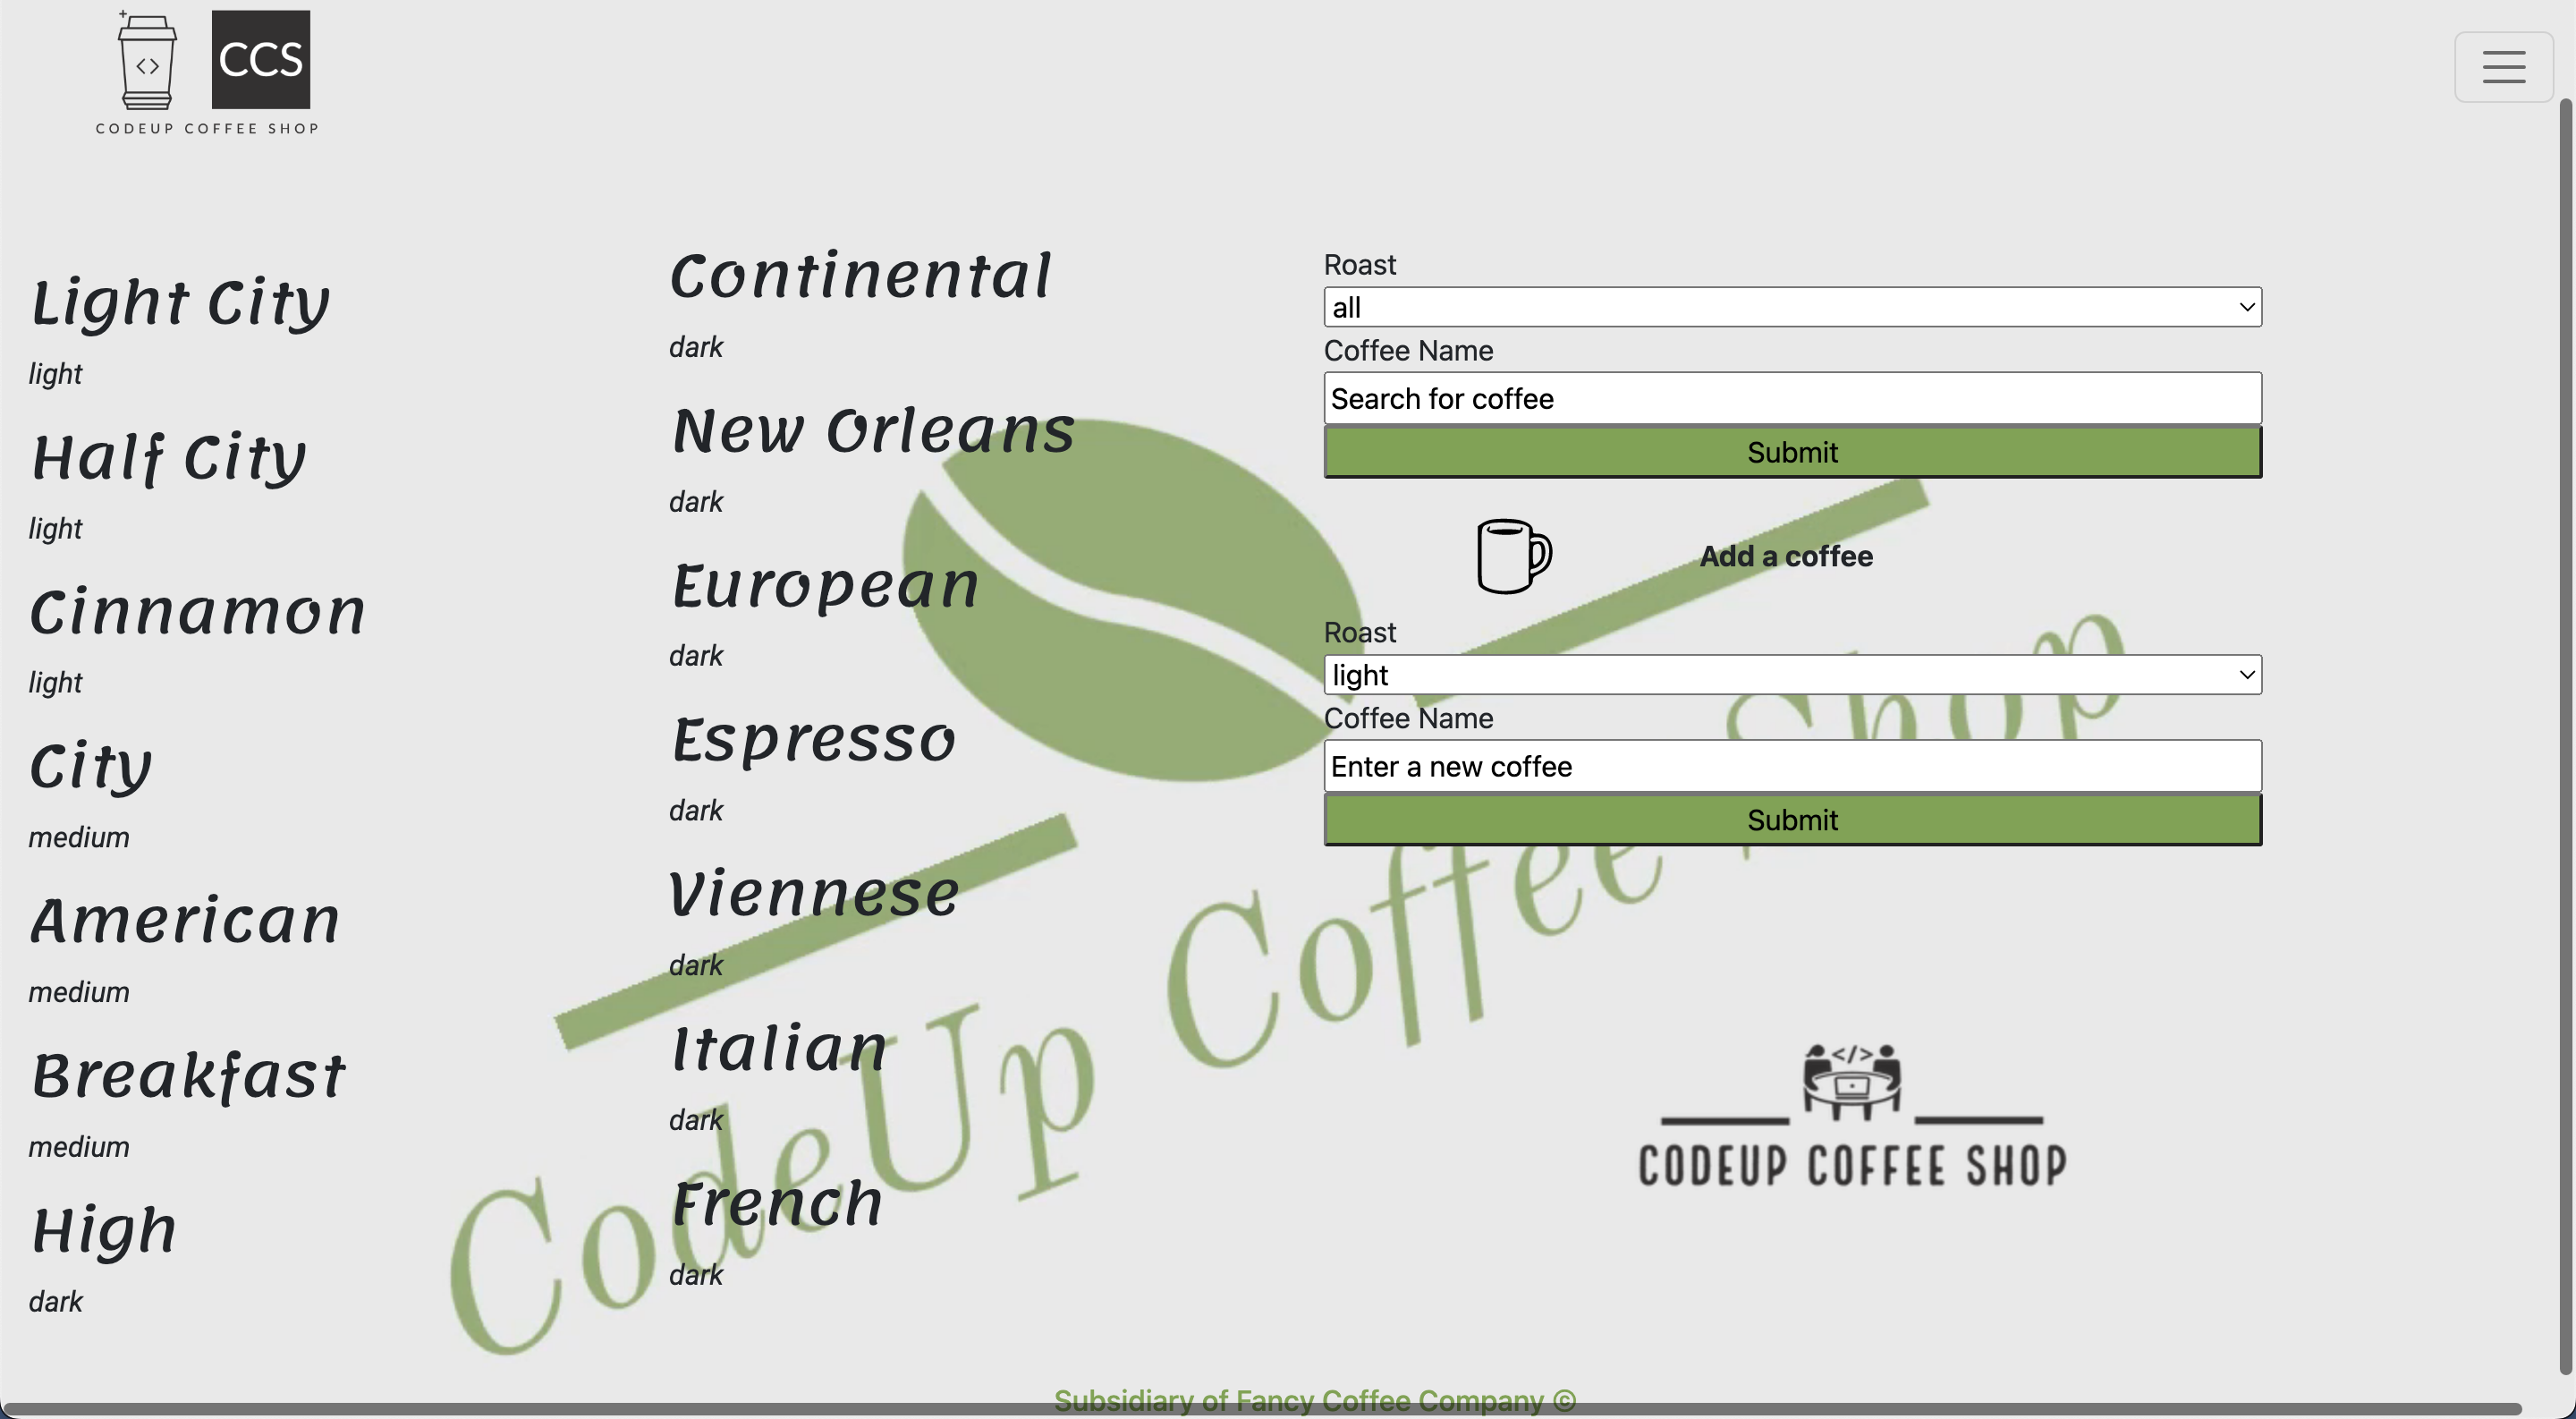 <>
CCS
CODEUP COFFEE SHOP
Light City
light
Half City
light
Cinnamon
light
City
medium
American
medium
Breakfast
medium
High
dark
Continental
dark
New Orleans
dark
European
dark
Espresso
dark
Viennese
dark
Italian
dark
French
dark
Roast
all
Coffee Name
Search for coffee
Submit
Add a coffee
Roast
light
Coffee Name
Enter a new coffee
Submit
CodeUp Coffee Shop
</>
CODEUP COFFEE SHOP
Subsidiary of Fancy Coffee Company ©